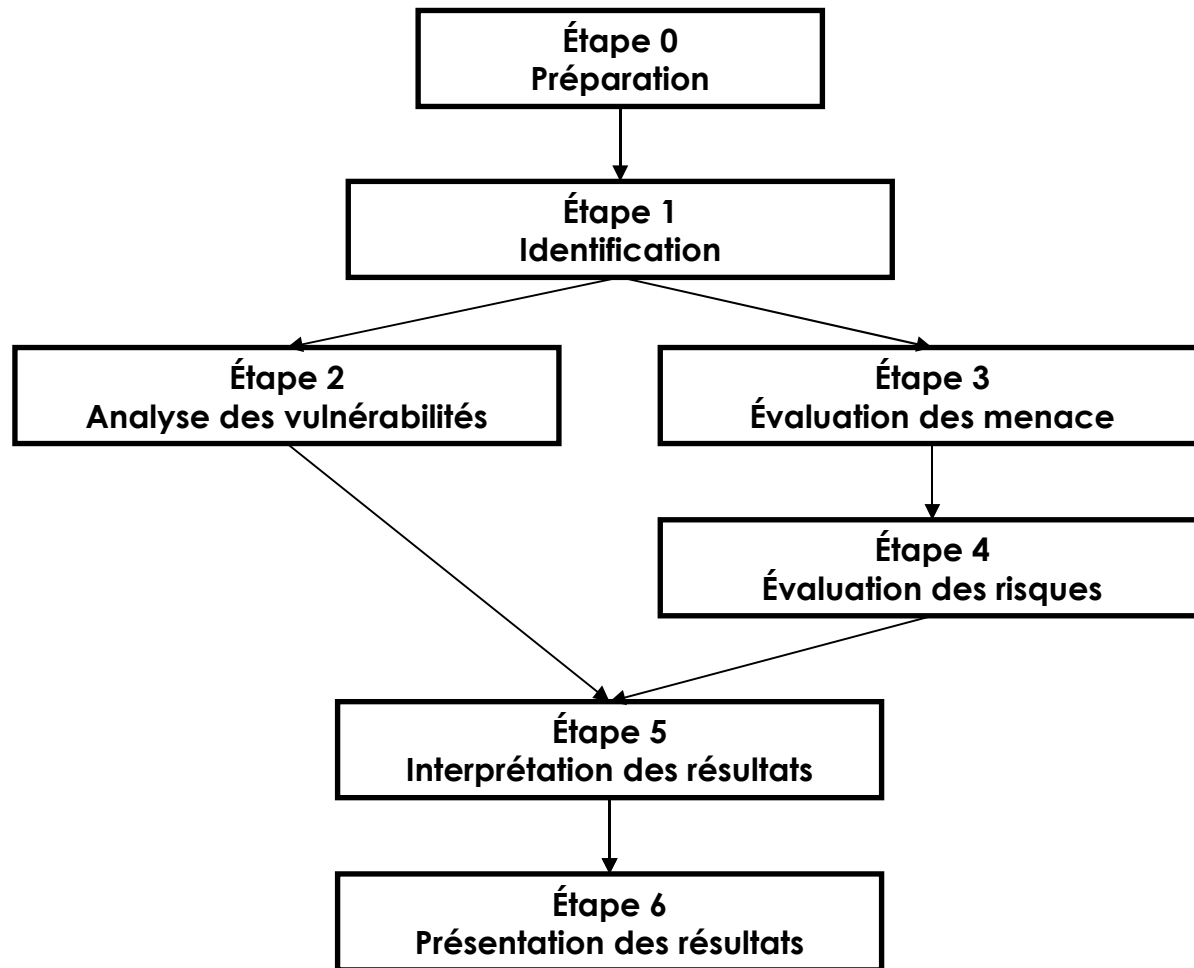 Étape 0
Préparation
Étape 1
Identification
Étape 2
Analyse des vulnérabilités
Étape 3
Évaluation des menace
Étape 4
Évaluation des risques
Étape 5
Interprétation des résultats
Étape 6
Présentation des résultats